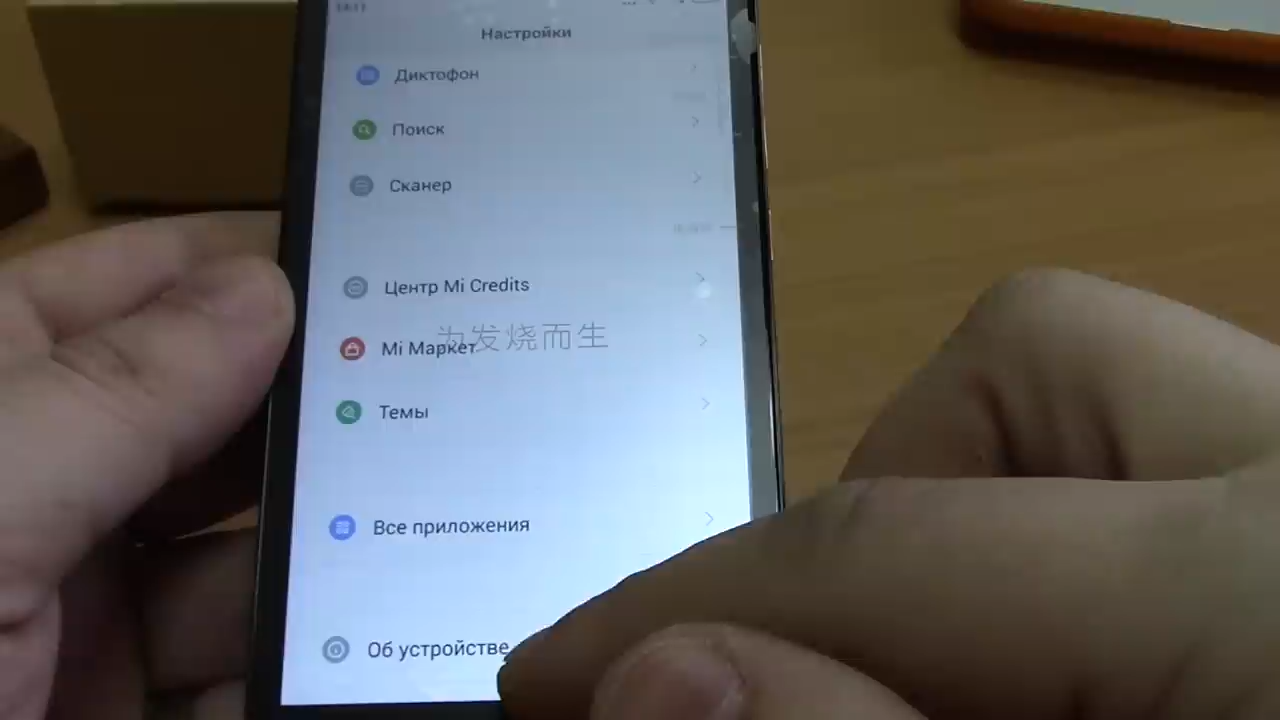 Настройки
Диктофон
Поиск
Сканер
Центр Mi Credits
为发烧而生
Mi Маркет
Темы
Все приложения
Об устройстве